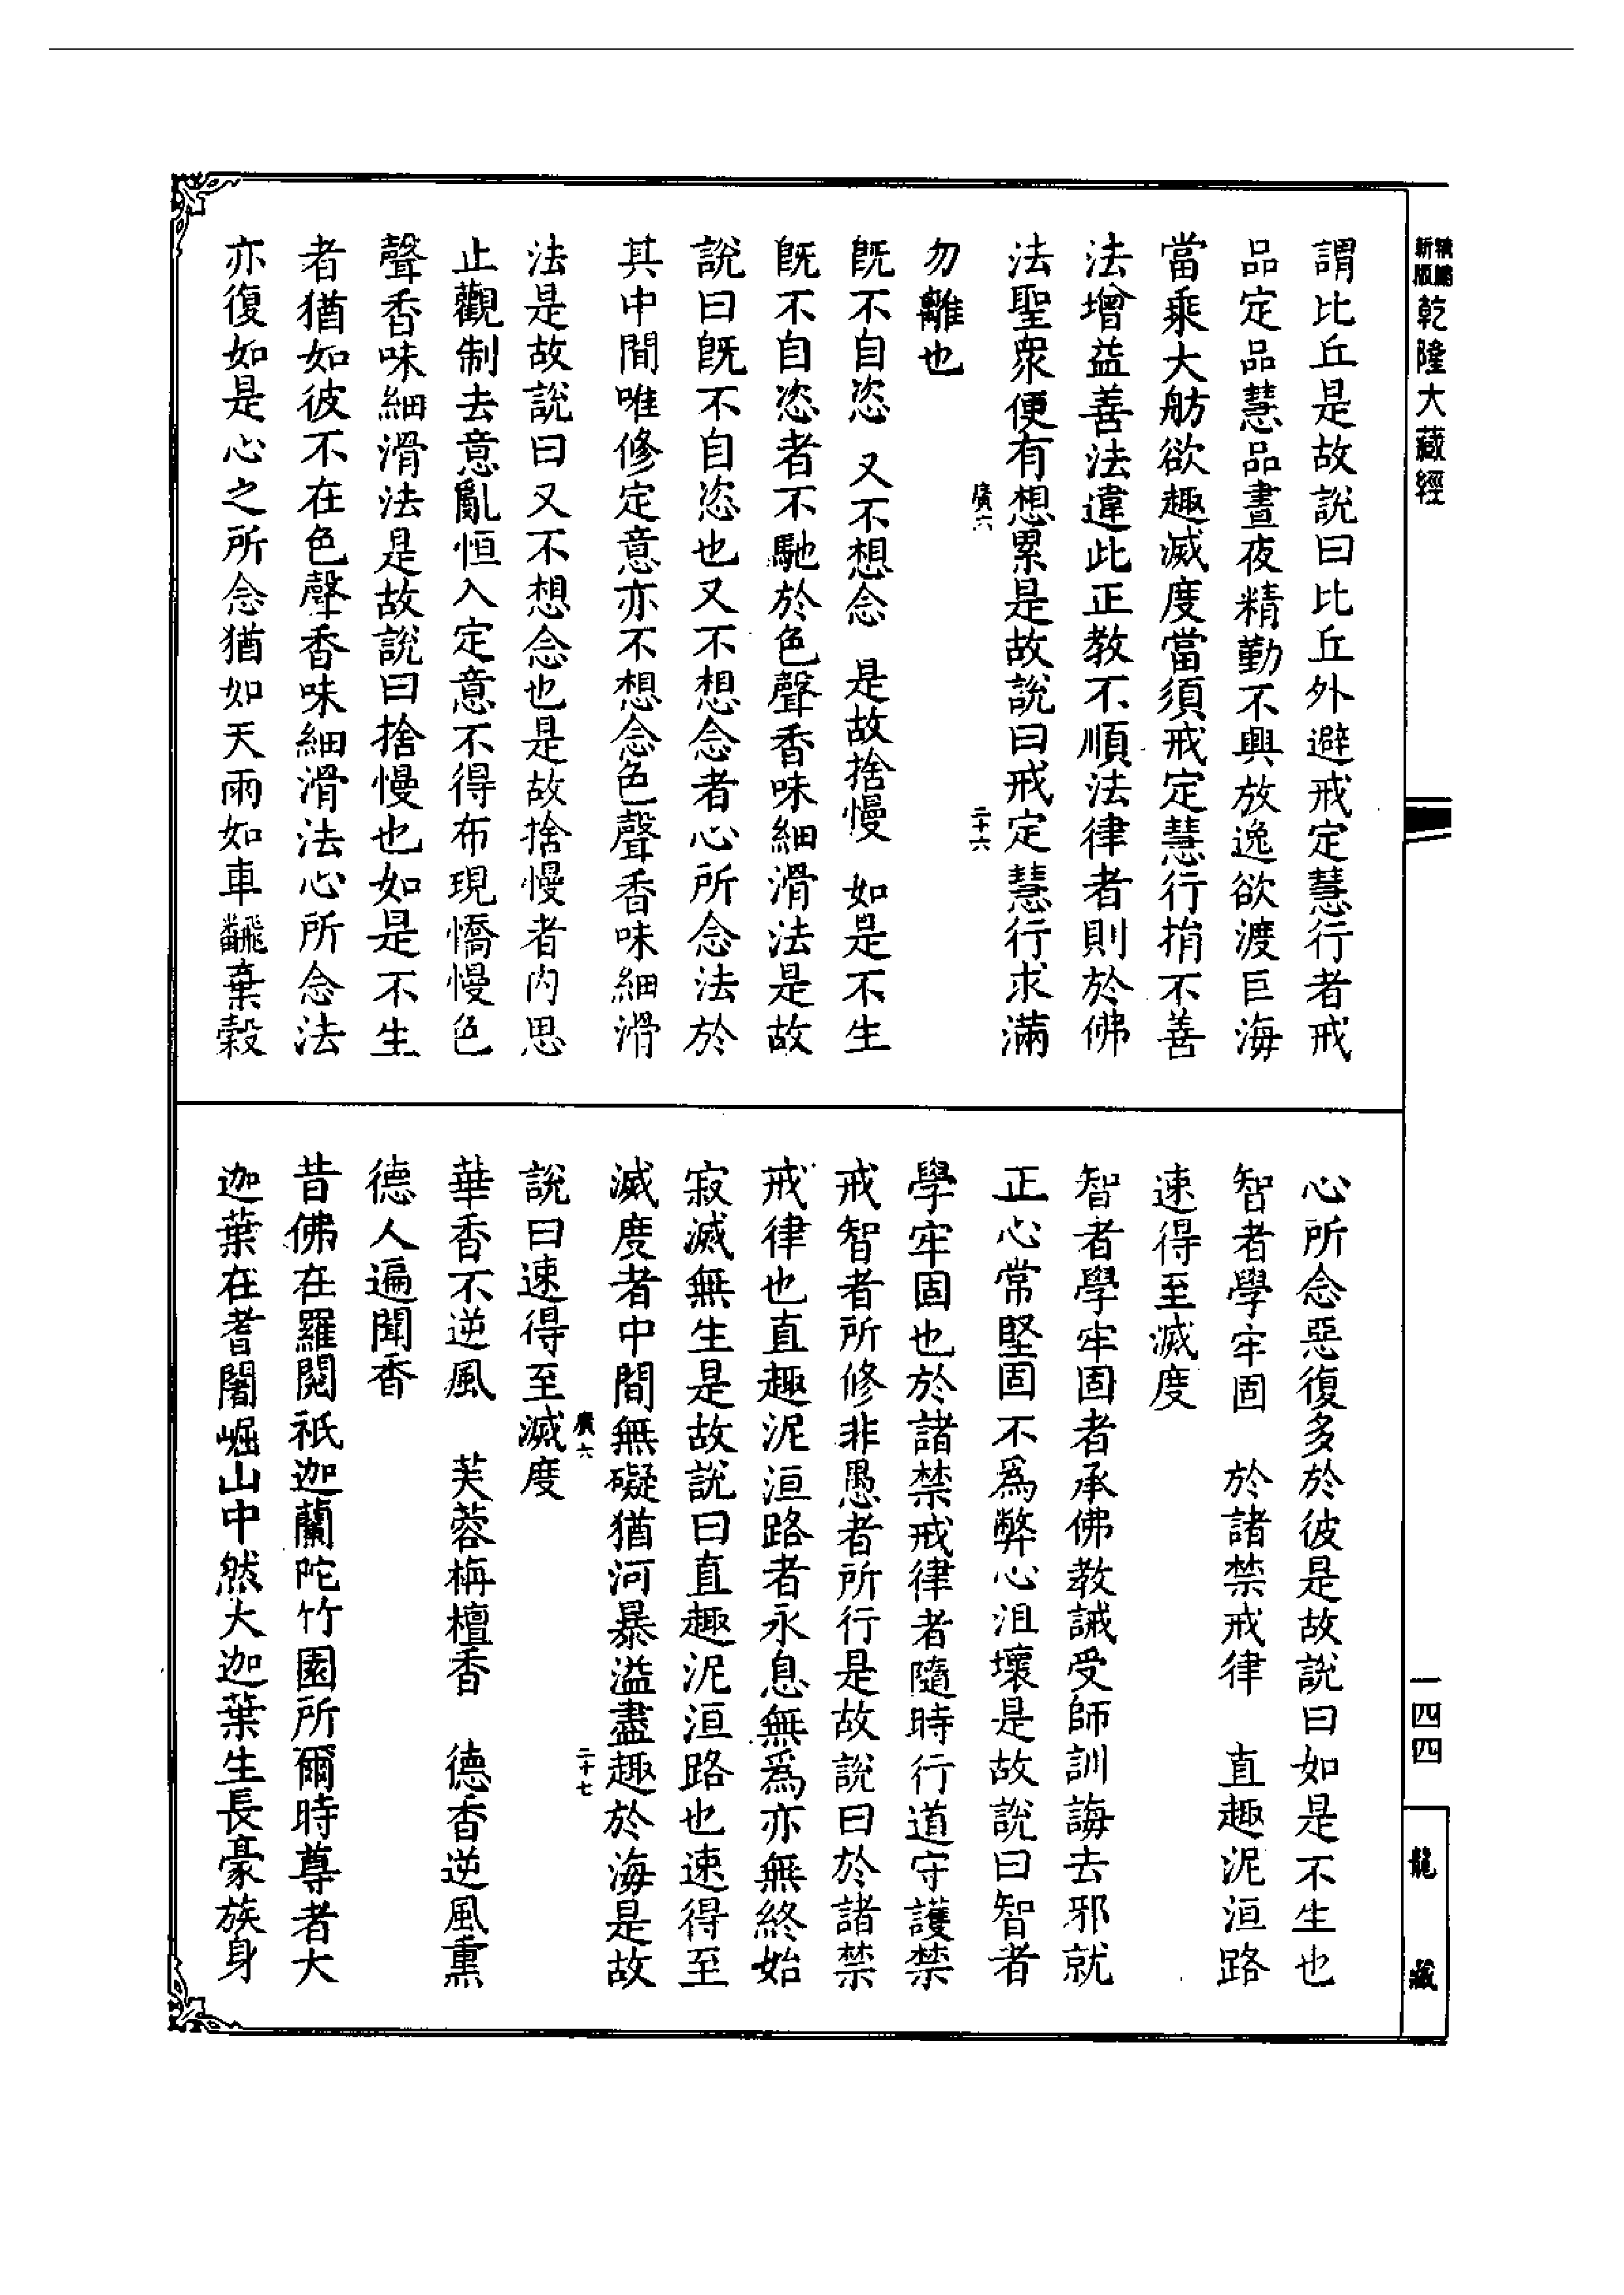 新版 精縮 乾隆大藏經
謂比丘是故說曰比丘外避戒定慧行者戒
品定品慧品晝夜精勤不興放逸欲渡巨海
當乘大舫欲趣滅度當須戒定慧行捐不善
法增益善法違此正教不順法律者則於佛
法聖眾便有想累是故說曰戒定慧行求滿
廣六 二十六
勿離也
既不自恣 又不想念 是故捨慢 如是不生
既不自恣者不馳於色聲香味細滑法是故
說曰既不自恣也又不想念者心所念法於
其中間唯修定意亦不想念色聲香味細滑
法是故說曰又不想念也是故捨慢者內思
止觀制去意亂恒入定意不得布現憍慢色
聲香味細滑法是故說曰捨慢也如是不生
者猶如彼不在色聲香味細滑法心所念法
亦復如是心之所念猶如天雨如車飜棄穀
心所念惡復多於彼是故說曰如是不生也
智者學牢固 於諸禁戒律 直趣泥洹路
速得至滅度
智者學牢固者承佛教誡受師訓誨去邪就
正心常堅固不為弊心沮壞是故說曰智者
學牢固也於諸禁戒律者隨時行道守護禁
戒智者所修非愚者所行是故說曰於諸禁
戒律也直趣泥洹路者永息無為亦無終始
寂滅無生是故說曰直趣泥洹路也速得至
滅度者中間無礙猶河暴溢盡趣於海是故
廣六 二十七
說曰速得至滅度
華香不逆風 芙蓉栴檀香 德香逆風熏
德人遍聞香
昔佛在羅閱祇迦蘭陀竹園所爾時尊者大
迦葉在耆闍崛山中然大迦葉生長豪族身
一四四
龍藏